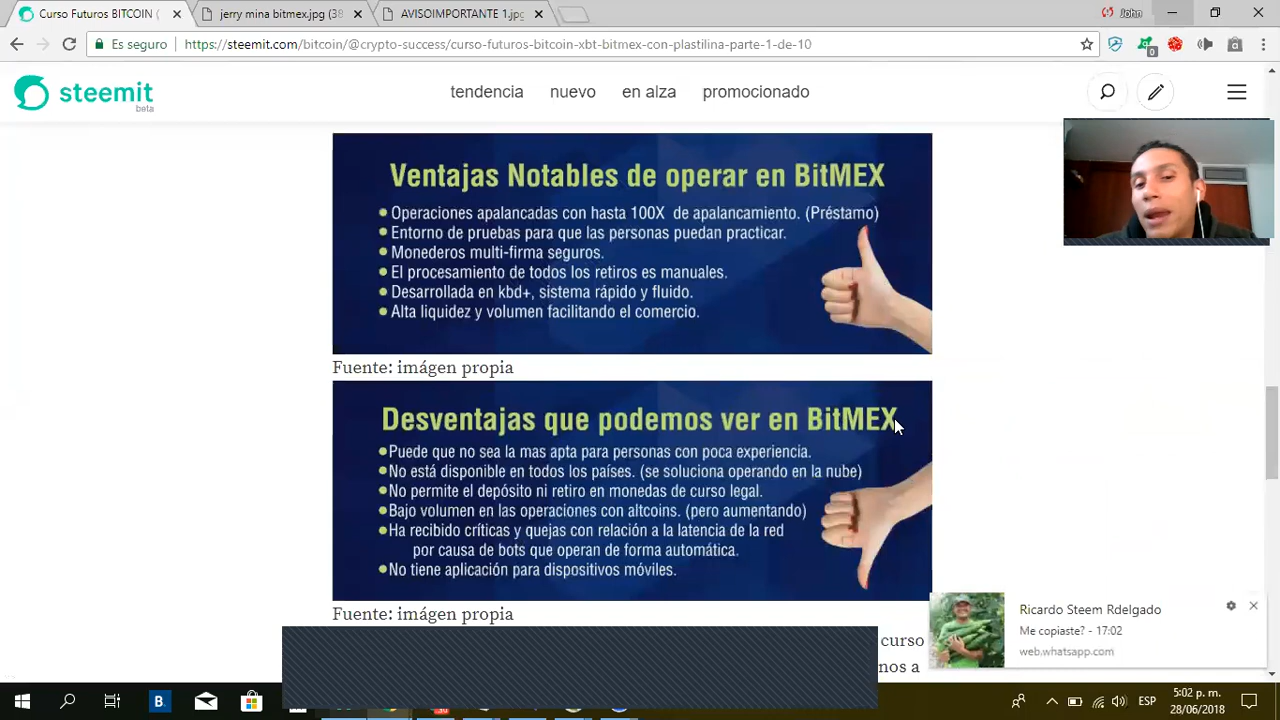 Curso Futuros BITCOIN (
jerry mina bitmex.jpg (38
AVISOIMPORTANTE 1.jpg
John
Es seguro
https://steemit.com/bitcoin/@crypto-success/curso-futuros-bitcoin-xbt-bitmex-con-plastilina-parte-1-de-10
0
steemit
beta
tendencia nuevo en alza promocionado
Ventajas Notables de operar en BitMEX
Operaciones apalancadas con hasta 100X de apalancamiento. (Préstamo)
Entorno de pruebas para que las personas puedan practicar.
Monederos multi-firma seguros.
El procesamiento de todos los retiros es manuales.
Desarrollada en kbd+, sistema rápido y fluido.
Alta liquidez y volumen facilitando el comercio.
Fuente: imágen propia
Desventajas que podemos ver en BitMEX
Puede que no sea la mas apta para personas con poca experiencia.
No está disponible en todos los países. (se soluciona operando en la nube)
No permite el depósito ni retiro en monedas de curso legal.
Bajo volumen en las operaciones con altcoins. (pero aumentando)
Ha recibido críticas y quejas con relación a la latencia de la red
por causa de bots que operan de forma automática.
No tiene aplicación para dispositivos móviles.
Fuente: imágen propia
curso
nos a
Ricardo Steem Rdelgado
Me copiaste? - 17:02
web.whatsapp.com
B.
ESP
5:02 p. m.
28/06/2018